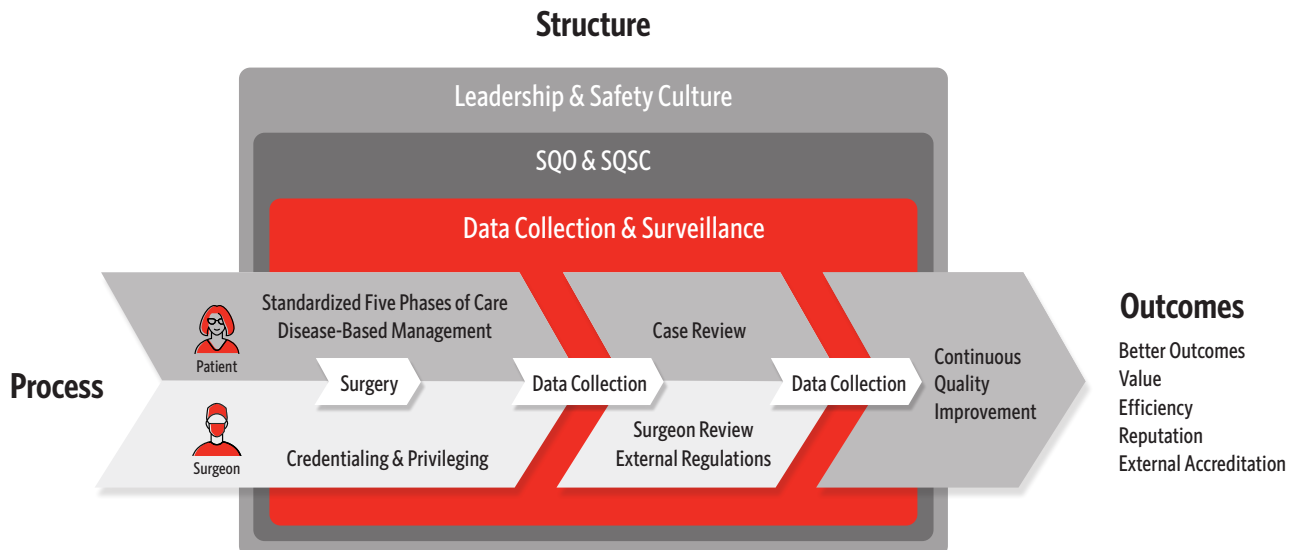 Structure
Leadership & Safety Culture
SQO & SQSC
Data Collection & Surveillance
Process
Patient
Standardized Five Phases of Care
Disease-Based Management
Surgery
Data Collection
Surgeon
Credentialing & Privileging
Case Review
Data Collection
Surgeon Review
External Regulations
Continuous
Quality
Improvement
Outcomes
Better Outcomes
Value
Efficiency
Reputation
External Accreditation